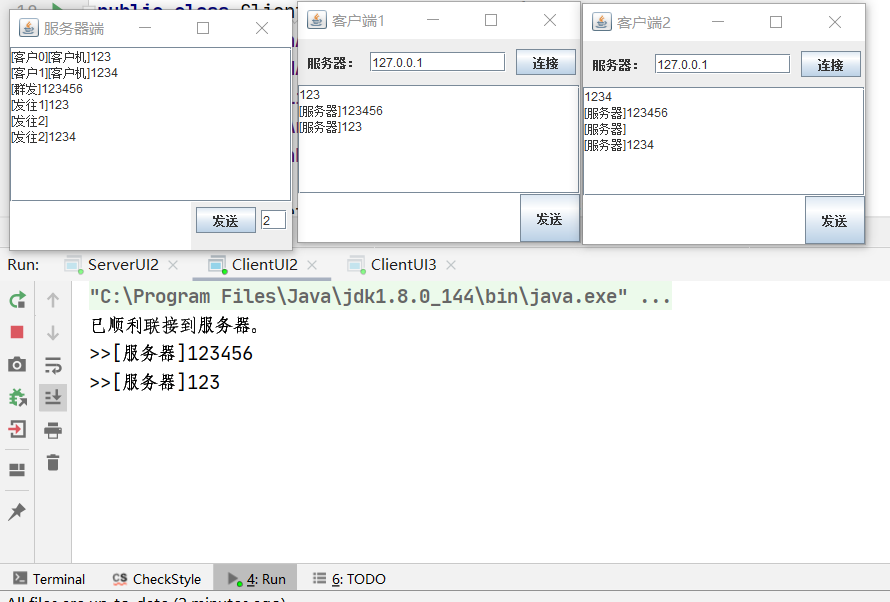 public class Client
服务器端
[客户0][客户机]123
[客户1][客户机]1234
[群发]123456
[发往1]123
[发往2]
[发往2]1234
发送
2
客户端1
服务器：
127.0.0.1
连接
123
[服务器]123456
[服务器]123
发送
客户端2
服务器：
127.0.0.1
连接
1234
[服务器]123456
[服务器]
[服务器]1234
发送
Run: ServerUI2 ClientUI2 ClientUI3
"C:\Program Files\Java\jdk1.8.0_144\bin\java.exe" ...
已顺利联接到服务器。
>>[服务器]123456
>>[服务器]123
Terminal CheckStyle 4: Run 6: TODO
All files are up-to-date (2 minutes ago)